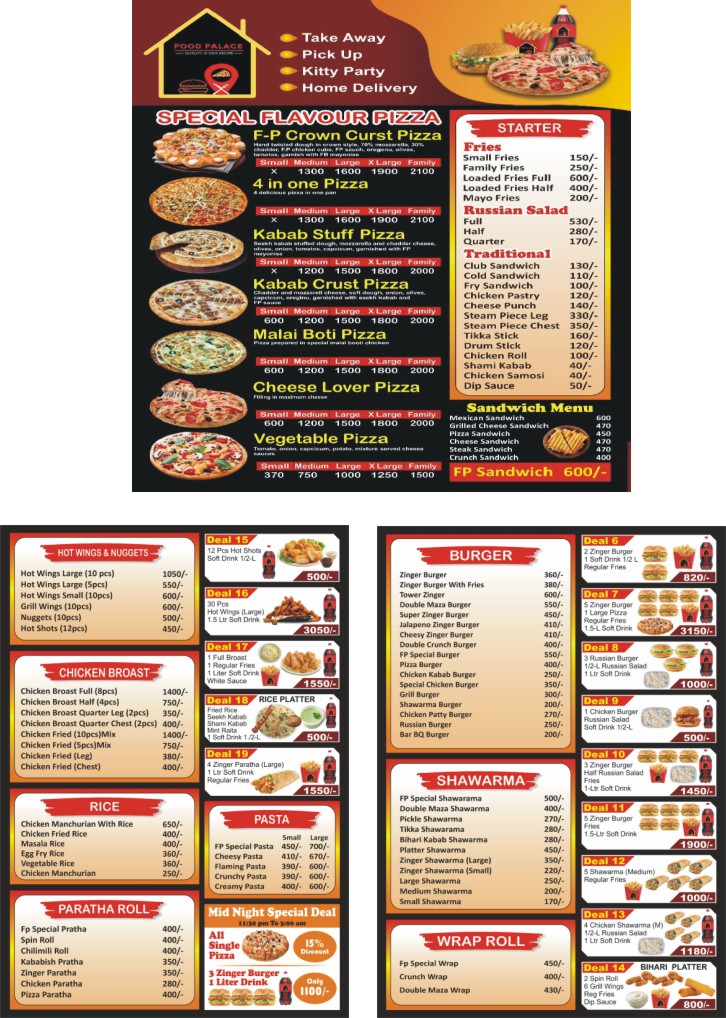 FOOD PALACE
QUALITY IS OUR RECIPE
Take Away
Pick Up
Kitty Party
Home Delivery
SPECIAL FLAVOUR PIZZA
F-P Crown Curst Pizza
Hand twisted dough in crown style, 70% mozzarella, 30%
chadder, F.P chicken cube, FP sauch, oregenu, olives,
tamotos, garnish with FR mayonise
Small Medium Large X Large Family
X 1300 1600 1900 2100
4 in one Pizza
4 delicious pizza in one pan
Small Medium Large X Large Family
X 1300 1600 1900 2100
Kabab Stuff Pizza
Seekh kabab stuffed dough, mozzarella and chadder cheese,
olives, onion, tomatos, capcicum, garnished with FP
mayonise
Small Medium Large X Large Family
X 1200 1500 1800 2000
Kabab Crust Pizza
Chadder and mozzarell cheese, soft dough, onion, olives,
capcicum, oreginu, garnished with seekh kabab and
FP sauce
Small Medium Large X Large Family
600 1200 1500 1800 2000
Malai Boti Pizza
Pizza prepared in special malai booti chicken
Small Medium Large X Large Family
600 1200 1500 1800 2000
Cheese Lover Pizza
Filling in maximum cheese
Small Medium Large X Large Family
600 1200 1500 1800 2000
Vegetable Pizza
Tomato, onion, capcicum, potato, mixture served cheese
sauces
Small Medium Large X Large Family
370 750 1000 1250 1500
STARTER
Fries
Small Fries 150/-
Family Fries 250/-
Loaded Fries Full 600/-
Loaded Fries Half 400/-
Mayo Fries 200/-
Russian Salad
Full 530/-
Half 280/-
Quarter 170/-
Traditional
Club Sandwich 130/-
Cold Sandwich 110/-
Fry Sandwich 100/-
Chicken Pastry 120/-
Cheese Punch 140/-
Steam Piece Leg 330/-
Steam Piece Chest 350/-
Tikka Stick 160/-
Drum Stick 120/-
Chicken Roll 100/-
Shami Kabab 40/-
Chicken Samosi 40/-
Dip Sauce 50/-
Sandwich Menu
Mexican Sandwich 600
Grilled Cheese Sandwich 470
Pizza Sandwich 450
Cheese Sandwich 470
Steak Sandwich 470
Crunch Sandwich 400
FP Sandwich 600/-
HOT WINGS & NUGGETS
Hot Wings Large (10 pcs) 1050/-
Hot Wings Large (5pcs) 550/-
Hot Wings Small (10pcs) 600/-
Grill Wings (10pcs) 600/-
Nuggets (10pcs) 500/-
Hot Shots (12pcs) 450/-
CHICKEN BROAST
Chicken Broast Full (8pcs) 1400/-
Chicken Broast Half (4pcs) 750/-
Chicken Broast Quarter Leg (2pcs) 350/-
Chicken Broast Quarter Chest (2pcs) 400/-
Chicken Fried (10pcs)Mix 1400/-
Chicken Fried (5pcs)Mix 750/-
Chicken Fried (Leg) 380/-
Chicken Fried (Chest) 400/-
RICE
Chicken Manchurian With Rice 650/-
Chicken Fried Rice 400/-
Masala Rice 400/-
Egg Fry Rice 360/-
Vegetable Rice 360/-
Chicken Manchurian 250/-
PARATHA ROLL
Fp Special Pratha 400/-
Spin Roll 400/-
Chilimili Roll 400/-
Kababish Pratha 350/-
Zinger Paratha 350/-
Chicken Paratha 280/-
Pizza Paratha 400/-
Deal 15
12 Pcs Hot Shots
Soft Drink 1/2-L
500/-
Deal 16
30 Pcs
Hot Wings (Large)
1.5 Ltr Soft Drink
3050/-
Deal 17
1 Full Broast
1 Regular Fries
1 Liter Soft Drink
White Sauce
1550/-
Deal 18 RICE PLATTER
Fried Rice
Seekh Kabab
Shami Kabab
Mint Raita
1 Soft Drink 1./2-L
500/-
Deal 19
4 Zinger Paratha (Large)
1 Ltr Soft Drink
Regular Fries
1550/-
PASTA
Small Large
FP Special Pasta 450/- 700/-
Cheesy Pasta 410/- 670/-
Flaming Pasta 390/- 600/-
Crunchy Pasta 390/- 600/-
Creamy Pasta 400/- 600/-
Mid Night Special Deal
11:30 pm To 3:00 am
All
Single
Pizza
15%
Discount
3 Zinger Burger
1 Liter Drink
Only
1100/-
BURGER
Zinger Burger 360/-
Zinger Burger With Fries 380/-
Tower Zinger 600/-
Double Maza Burger 550/-
Super Zinger Burger 450/-
Jalapeno Zinger Burger 410/-
Cheesy Zinger Burger 410/-
Double Crunch Burger 400/-
FP Special Burger 550/-
Pizza Burger 400/-
Chicken Kabab Burger 250/-
Special Chicken Burger 350/-
Grill Burger 300/-
Shawarma Burger 200/-
Chicken Patty Burger 270/-
Russian Burger 250/-
Bar BQ Burger 200/-
SHAWARMA
FP Special Shawarama 500/-
Double Maza Shawarma 400/-
Pickle Shawarma 270/-
Tikka Shawarama 280/-
Bihari Kabab Shawarma 280/-
Platter Shawarma 450/-
Zinger Shawarma (Large) 350/-
Zinger Shawarma (Small) 220/-
Large Shawarma 250/-
Medium Shawarma 200/-
Small Shawarma 170/-
WRAP ROLL
Fp Special Wrap 450/-
Crunch Wrap 400/-
Double Maza Wrap 430/-
Deal 6
2 Zinger Burger
1 Soft Drink 1/2 L
Regular Fries
820/-
Deal 7
5 Zinger Burger
1 Large Pizza
Regular Fries
1.5-L Soft Drink
3150/-
Deal 8
3 Russian Burger
1/2-L Russian Salad
1 Ltr Soft Drink
1000/-
Deal 9
1 Chicken Burger
Russian Salad
Soft Drink 1/2-L
500/-
Deal 10
3 Zinger Burger
Half Russian Salad
Fries
1-Ltr Soft Drink
1450/-
Deal 11
5 Zinger Burger
Fries
1.5-Ltr Soft Drink
1900/-
Deal 12
5 Shawarma (Medium)
Regular Fries
1000/-
Deal 13
4 Chicken Shawarma (M)
1/2-L Russian Salad
1 Ltr Soft Drink
1180/-
Deal 14 BIHARI PLATTER
2 Spin Roll
6 Grill Wings
Reg Fries
Dip Sauce
800/-